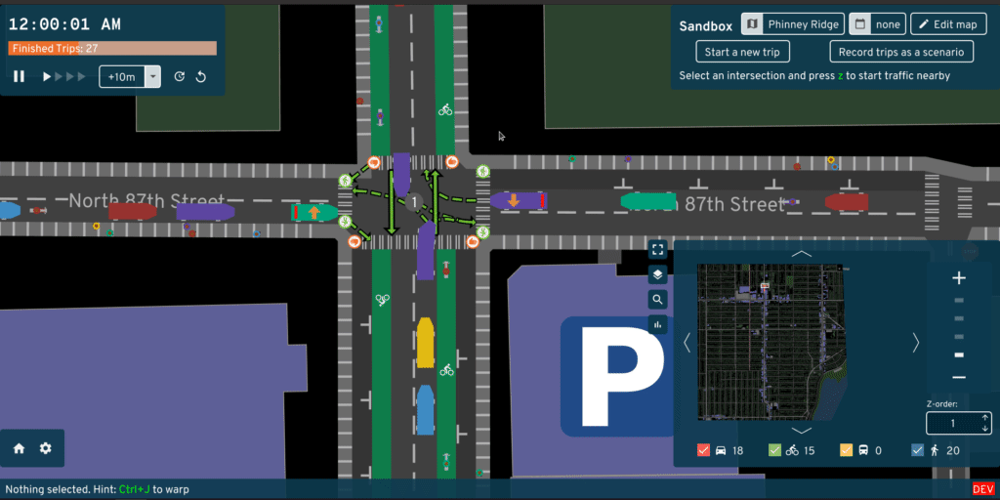 12:00:01 AM
Finished Trips: 27
+10m
Sandbox
Phinney Ridge
none
Edit map
Start a new trip
Record trips as a scenario
Select an intersection and press z to start traffic nearby
North 87th Street
1
87th Street
P
Z-order:
1
18
15
0
20
Nothing selected. Hint: Ctrl+J to warp
DEV